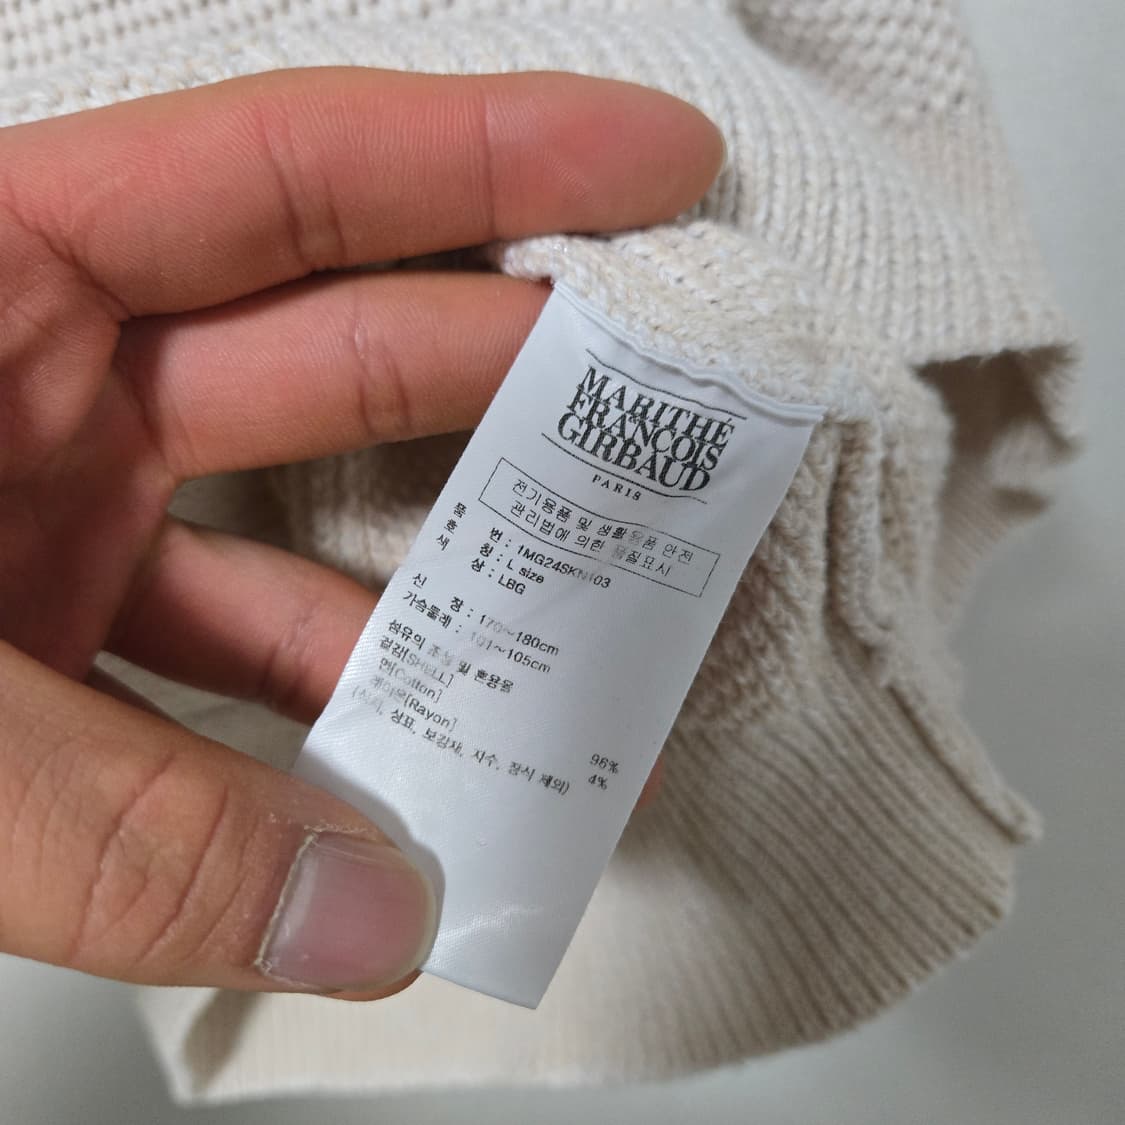 MARITHÉ
FRANÇOIS
GIRBAUD
PARIS
전기용품 및 생활용품 안전
관리법에 의한 품질표시
품 번 : 1MG24SKN103
호 칭 : L size
색 상 : LBG
신 장 : 170~180cm
가슴둘레 : 101~105cm
섬유의 조성 및 혼용율
겉감[SHELL]
면[Cotton] 96%
레이온[Rayon] 4%
상표, 보강재, 자수, 장식 제외)